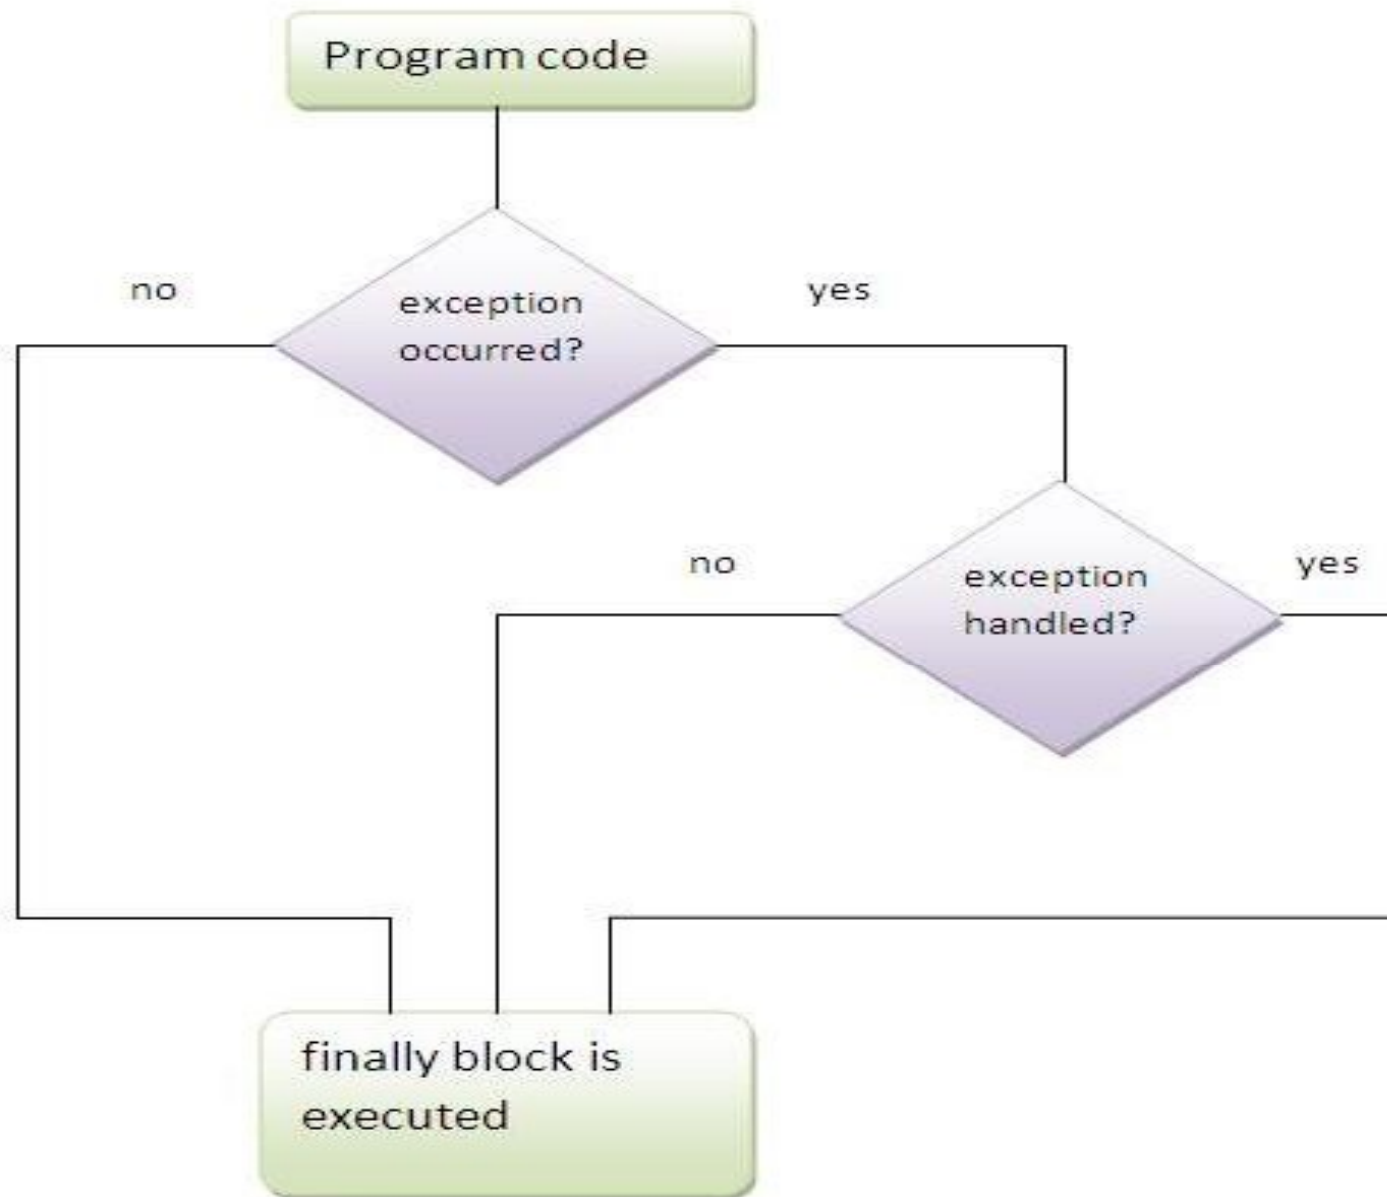 Program code
no
exception
occurred?
yes
no
exception
handled?
yes
finally block is
executed